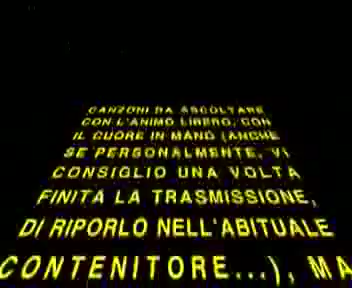 CANZONI DA ASCOLTARE
CON L'ANIMO LIBERO, CON
IL CUORE IN MANO (ANCHE
SE PERSONALMENTE, VI
CONSIGLIO UNA VOLTA
FINITA LA TRASMISSIONE,
DI RIPORLO NELL'ABITUALE
CONTENITORE...), MA